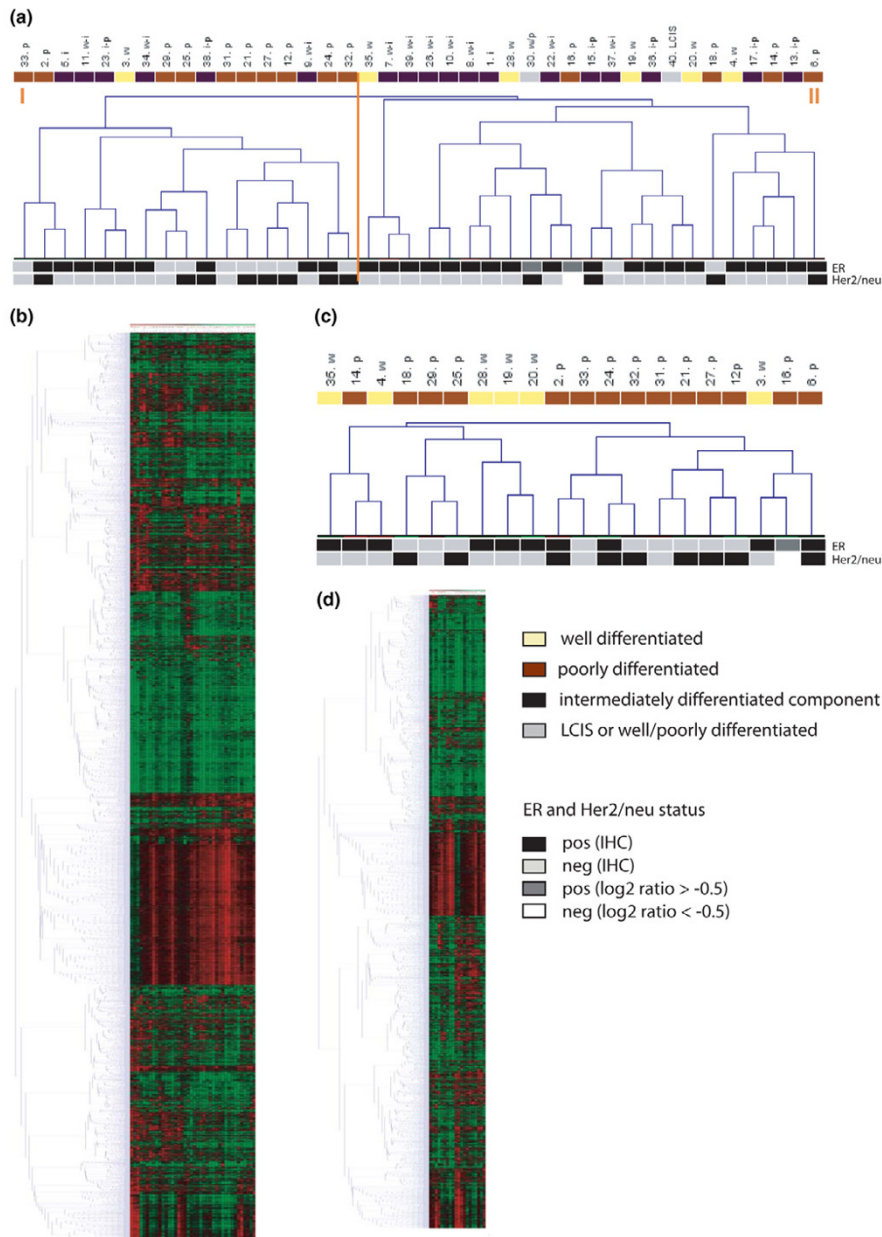 (a)
33. p
2. p
5. i
11. w-i
23. i-p
3. w
34. w-i
29. p
25. p
38. i-p
31. p
21. p
27. p
12. p
9. w-i
24. p
32. p
35. w
7. w-i
39. w-i
26. w-i
10. w-i
8. w-i
1. i
28. w
30. w/p
22. w-i
16. p
15. i-p
37. w-i
19. w
36. i-p
40. LCIS
20. w
18. p
4. w
17. i-p
14. p
13. i-p
6. p
I
II
ER
Her2/neu
(b)
(c)
35. w
14. p
4. w
18. p
29. p
25. p
28. w
19. w
20. w
2. p
33. p
24. p
32. p
31. p
21. p
27. p
12p
3. w
16. p
6. p
ER
Her2/neu
(d)
well differentiated
poorly differentiated
intermediately differentiated component
LCIS or well/poorly differentiated
ER and Her2/neu status
pos (IHC)
neg (IHC)
pos (log2 ratio > -0.5)
neg (log2 ratio < -0.5)